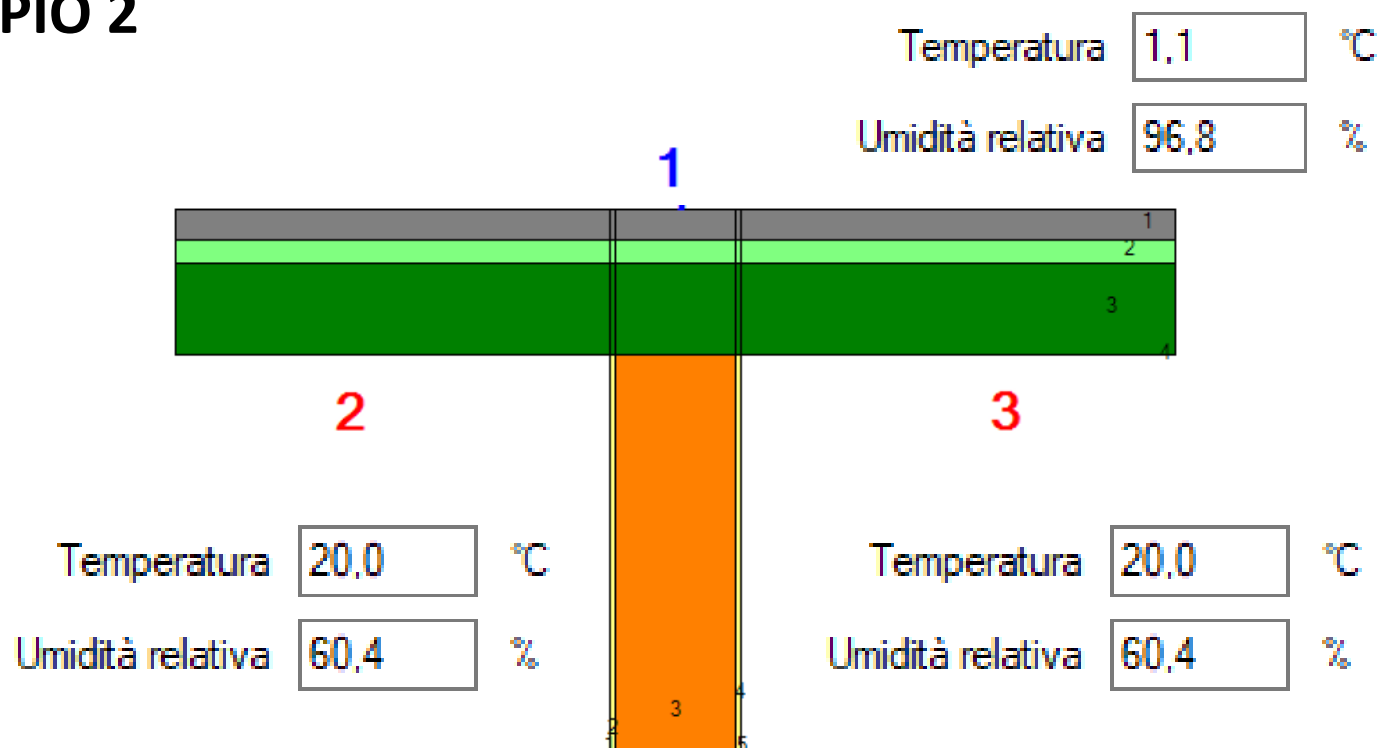 PIO 2
Temperatura 1,1 °C
Umidità relativa 96,8 %
1
1
2
3
4
2 3
Temperatura 20,0 °C Temperatura 20,0 °C
Umidità relativa 60,4 % Umidità relativa 60,4 %
4
3
2
5